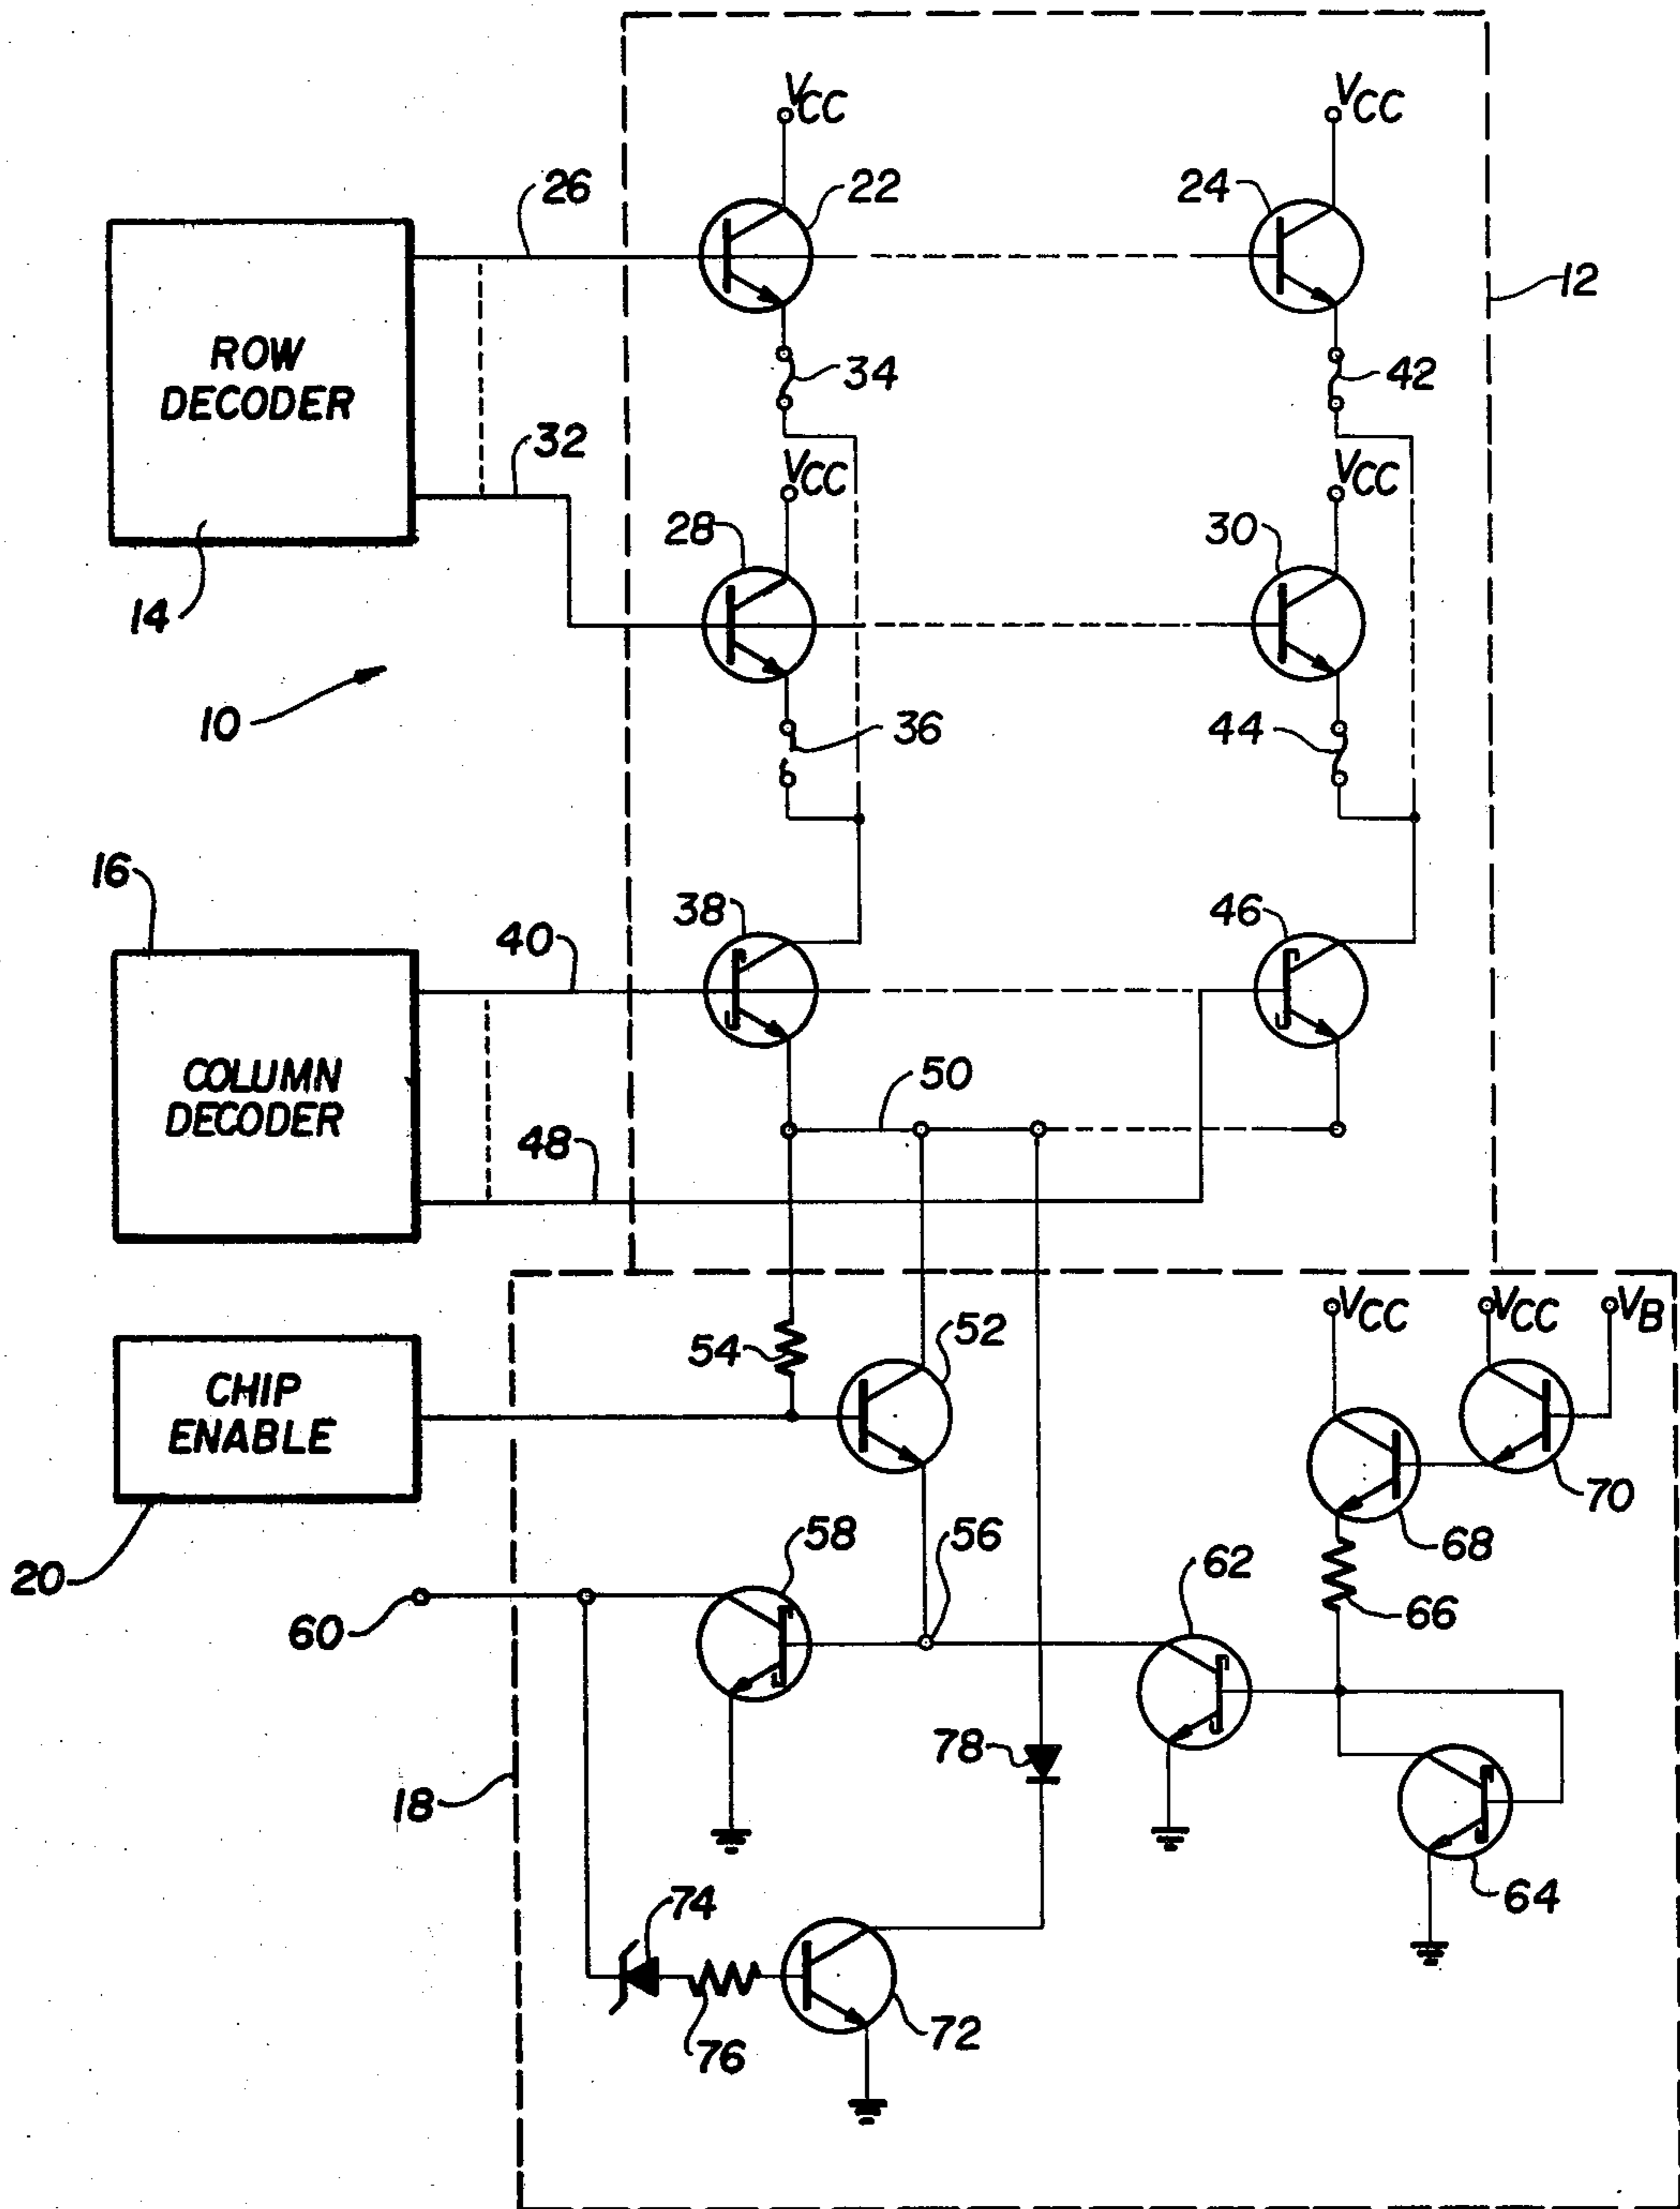 VCC VCC
26 22 24
12
ROW
DECODER
34 42
32
VCC VCC
28 30
14
10
36 44
16
38 46
40
COLUMN
DECODER
50
48
VCC VCC VB
54 52
CHIP
ENABLE
70
58 56
68
20
62
66
60
78
18
64
74
72
76